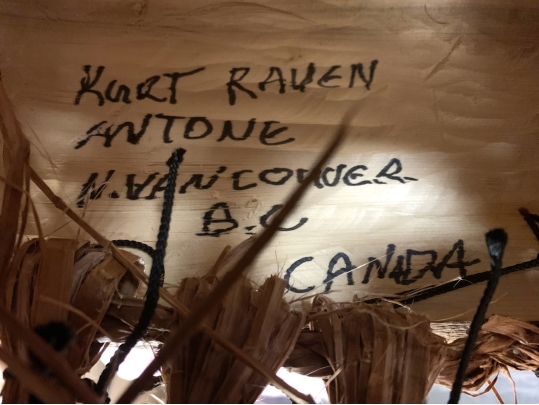 KURT RAVEN
ANTONE
N. VANCOUVER
B.C
CANADA